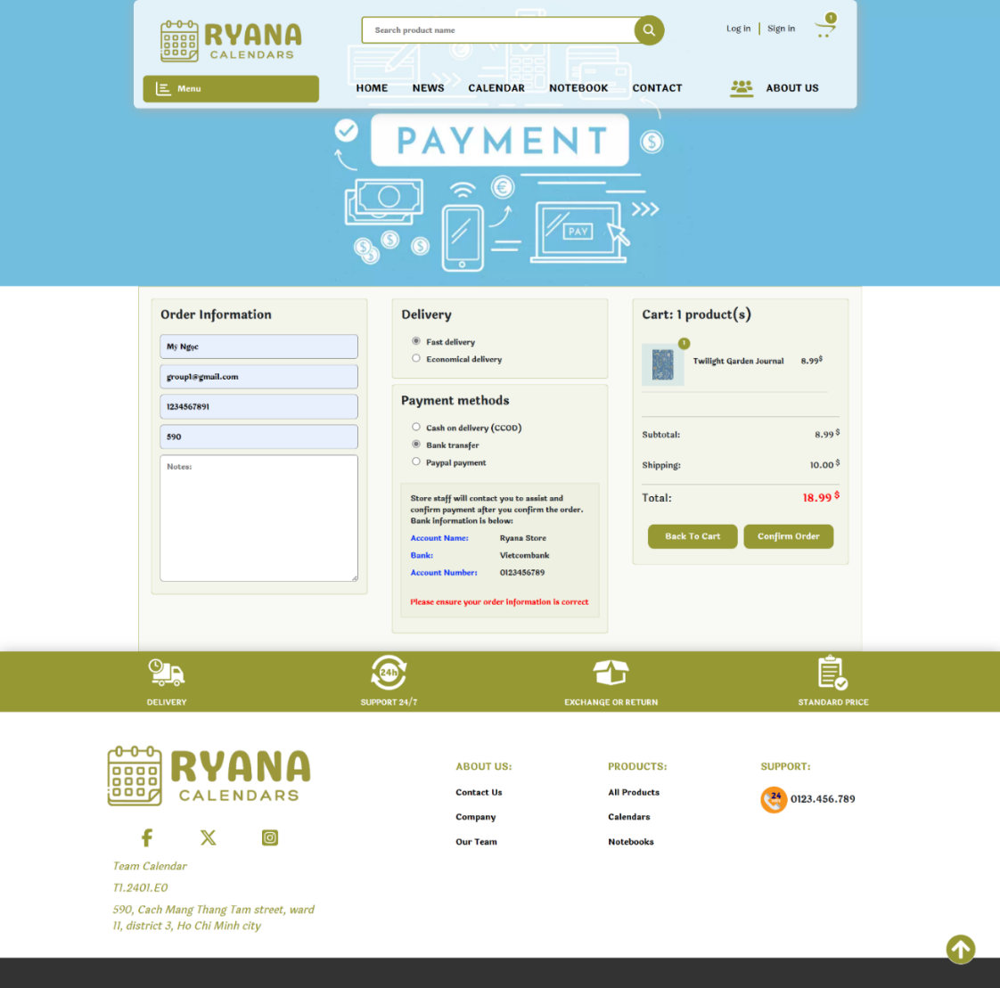 RYANA
CALENDARS
Search product name
Log in
Sign in
1
Menu
HOME
NEWS
CALENDAR
NOTEBOOK
CONTACT
ABOUT US
PAYMENT
$
€
PAY
$
$
$
$
Order Information
Mỹ Ngọc
group1@gmail.com
1234567891
590
Notes:
Delivery
Fast delivery
Economical delivery
Payment methods
Cash on delivery (CCOD)
Bank transfer
Paypal payment
Store staff will contact you to assist and
confirm payment after you confirm the order.
Bank information is below:
Account Name: Ryana Store
Bank: Vietcombank
Account Number: 0123456789
Please ensure your order information is correct
Cart: 1 product(s)
1
Twilight Garden Journal 8.99$
Subtotal: 8.99 $
Shipping: 10.00 $
Total: 18.99 $
Back To Cart
Confirm Order
24h
DELIVERY
SUPPORT 24/7
EXCHANGE OR RETURN
STANDARD PRICE
RYANA
CALENDARS
Team Calendar
T1.2401.E0
590, Cach Mang Thang Tam street, ward
11, district 3, Ho Chi Minh city
ABOUT US:
Contact Us
Company
Our Team
PRODUCTS:
All Products
Calendars
Notebooks
SUPPORT:
24
0123.456.789